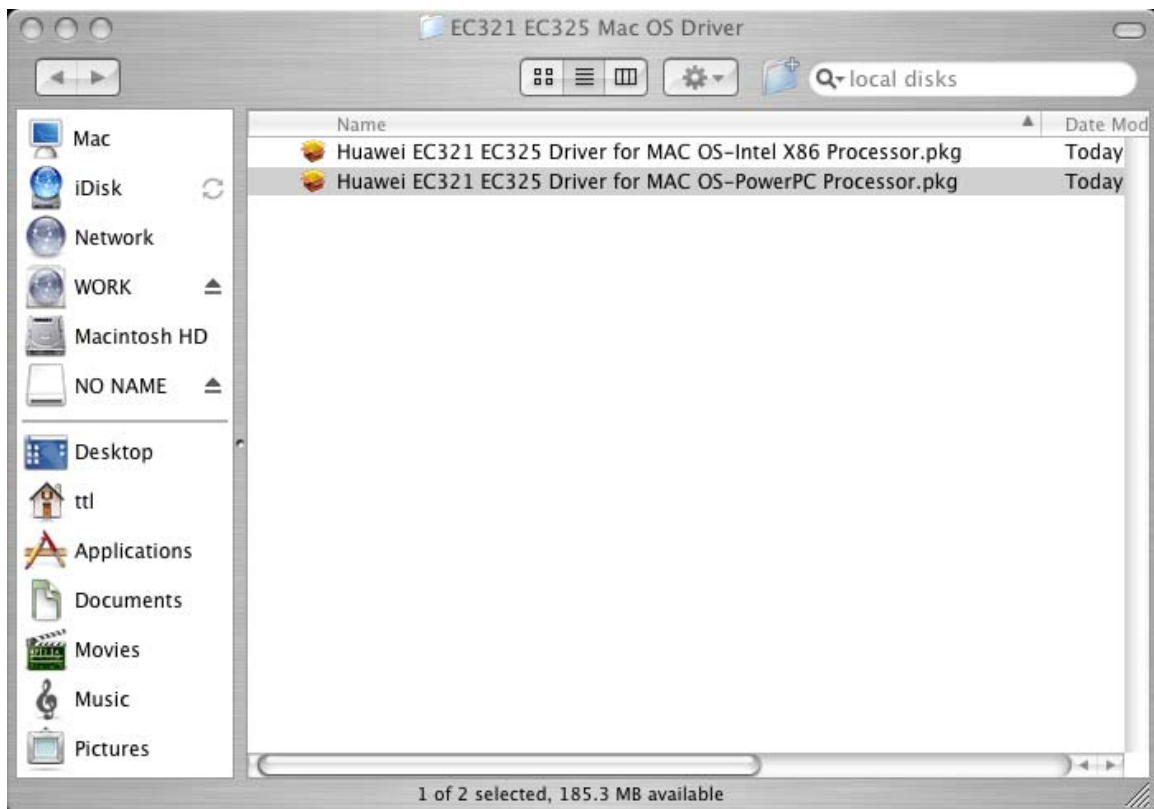 EC321 EC325 Mac OS Driver
local disks
Mac
iDisk
Network
WORK
Macintosh HD
NO NAME
Desktop
ttl
Applications
Documents
Movies
Music
Pictures
Name Date Mod
Huawei EC321 EC325 Driver for MAC OS-Intel X86 Processor.pkg Today
Huawei EC321 EC325 Driver for MAC OS-PowerPC Processor.pkg Today
1 of 2 selected, 185.3 MB available